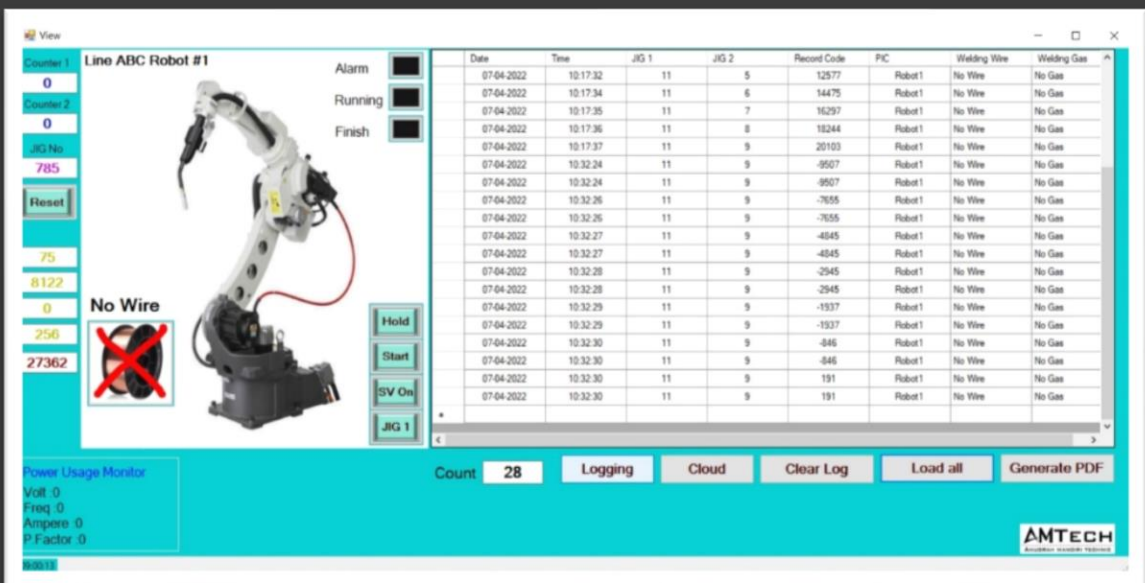 View
Counter 1
0
Counter 2
0
JIG No
785
Reset
75
8122
0
256
27362
Line ABC Robot #1
Alarm
Running
Finish
No Wire
Hold
Start
SV On
JIG 1
Date Time JIG 1 JIG 2 Record Code PIC Welding Wire Welding Gas
07-04-2022 10:17:32 11 5 12577 Robot1 No Wire No Gas
07-04-2022 10:17:34 11 6 14475 Robot1 No Wire No Gas
07-04-2022 10:17:35 11 7 16297 Robot1 No Wire No Gas
07-04-2022 10:17:36 11 8 18244 Robot1 No Wire No Gas
07-04-2022 10:17:37 11 9 20103 Robot1 No Wire No Gas
07-04-2022 10:32:24 11 9 -9507 Robot1 No Wire No Gas
07-04-2022 10:32:24 11 9 -9507 Robot1 No Wire No Gas
07-04-2022 10:32:26 11 9 -7655 Robot1 No Wire No Gas
07-04-2022 10:32:26 11 9 -7655 Robot1 No Wire No Gas
07-04-2022 10:32:27 11 9 -4845 Robot1 No Wire No Gas
07-04-2022 10:32:27 11 9 -4845 Robot1 No Wire No Gas
07-04-2022 10:32:28 11 9 -2945 Robot1 No Wire No Gas
07-04-2022 10:32:28 11 9 -2945 Robot1 No Wire No Gas
07-04-2022 10:32:29 11 9 -1937 Robot1 No Wire No Gas
07-04-2022 10:32:29 11 9 -1937 Robot1 No Wire No Gas
07-04-2022 10:32:30 11 9 -846 Robot1 No Wire No Gas
07-04-2022 10:32:30 11 9 -846 Robot1 No Wire No Gas
07-04-2022 10:32:30 11 9 191 Robot1 No Wire No Gas
07-04-2022 10:32:30 11 9 191 Robot1 No Wire No Gas
Count 28 Logging Cloud Clear Log Load all Generate PDF
Power Usage Monitor
Volt :0
Freq :0
Ampere :0
P.Factor :0
AMTECH
ANUGRAH MANDIRI TECHNIC